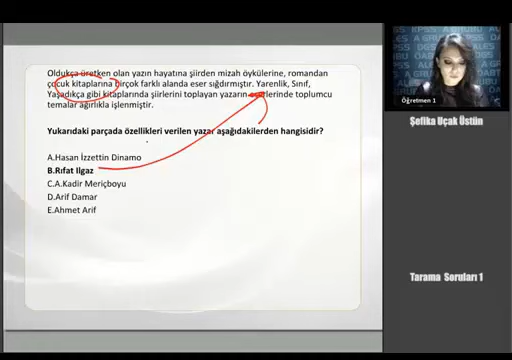 Oldukça üretken olan yazın hayatına şiirden mizah öykülerine, romandan
çocuk kitaplarına birçok farklı alanda eser sığdırmıştır. Yarenlik, Sınıf,
Yaşadıkça gibi kitaplarında şiirlerini toplayan yazarın
temalar ağırlıkla işlenmiştir.
Yukarıdaki parçada özellikleri verilen yazar aşağıdakilerden hangisidir?
A.Hasan İzzettin Dinamo
B.Rıfat Ilgaz
C.A.Kadir Meriçboyu
D.Arif Damar
E.Ahmet Arif
Öğretmen 1
Şefika Uçak Üstün
Tarama Soruları 1